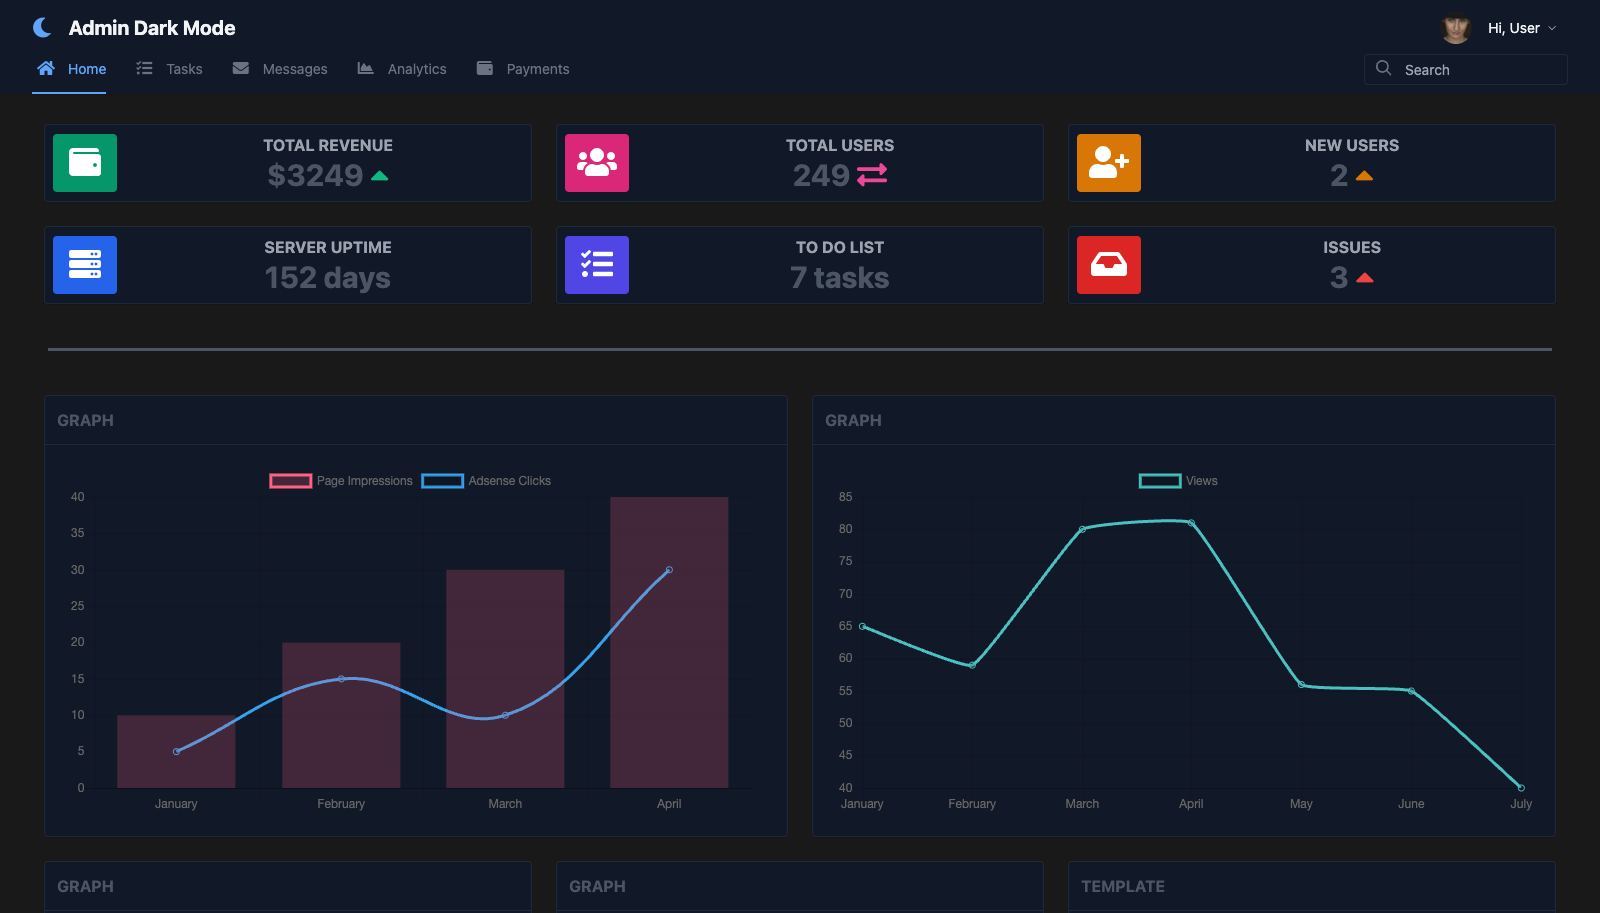 Admin Dark Mode
Hi, User
Home
Tasks
Messages
Analytics
Payments
Search
TOTAL REVENUE
$3249
TOTAL USERS
249
NEW USERS
2
SERVER UPTIME
152 days
TO DO LIST
7 tasks
ISSUES
3
GRAPH
Page Impressions
Adsense Clicks
40
35
30
25
20
15
10
5
0
January
February
March
April
GRAPH
Views
85
80
75
70
65
60
55
50
45
40
January
February
March
April
May
June
July
GRAPH
GRAPH
TEMPLATE